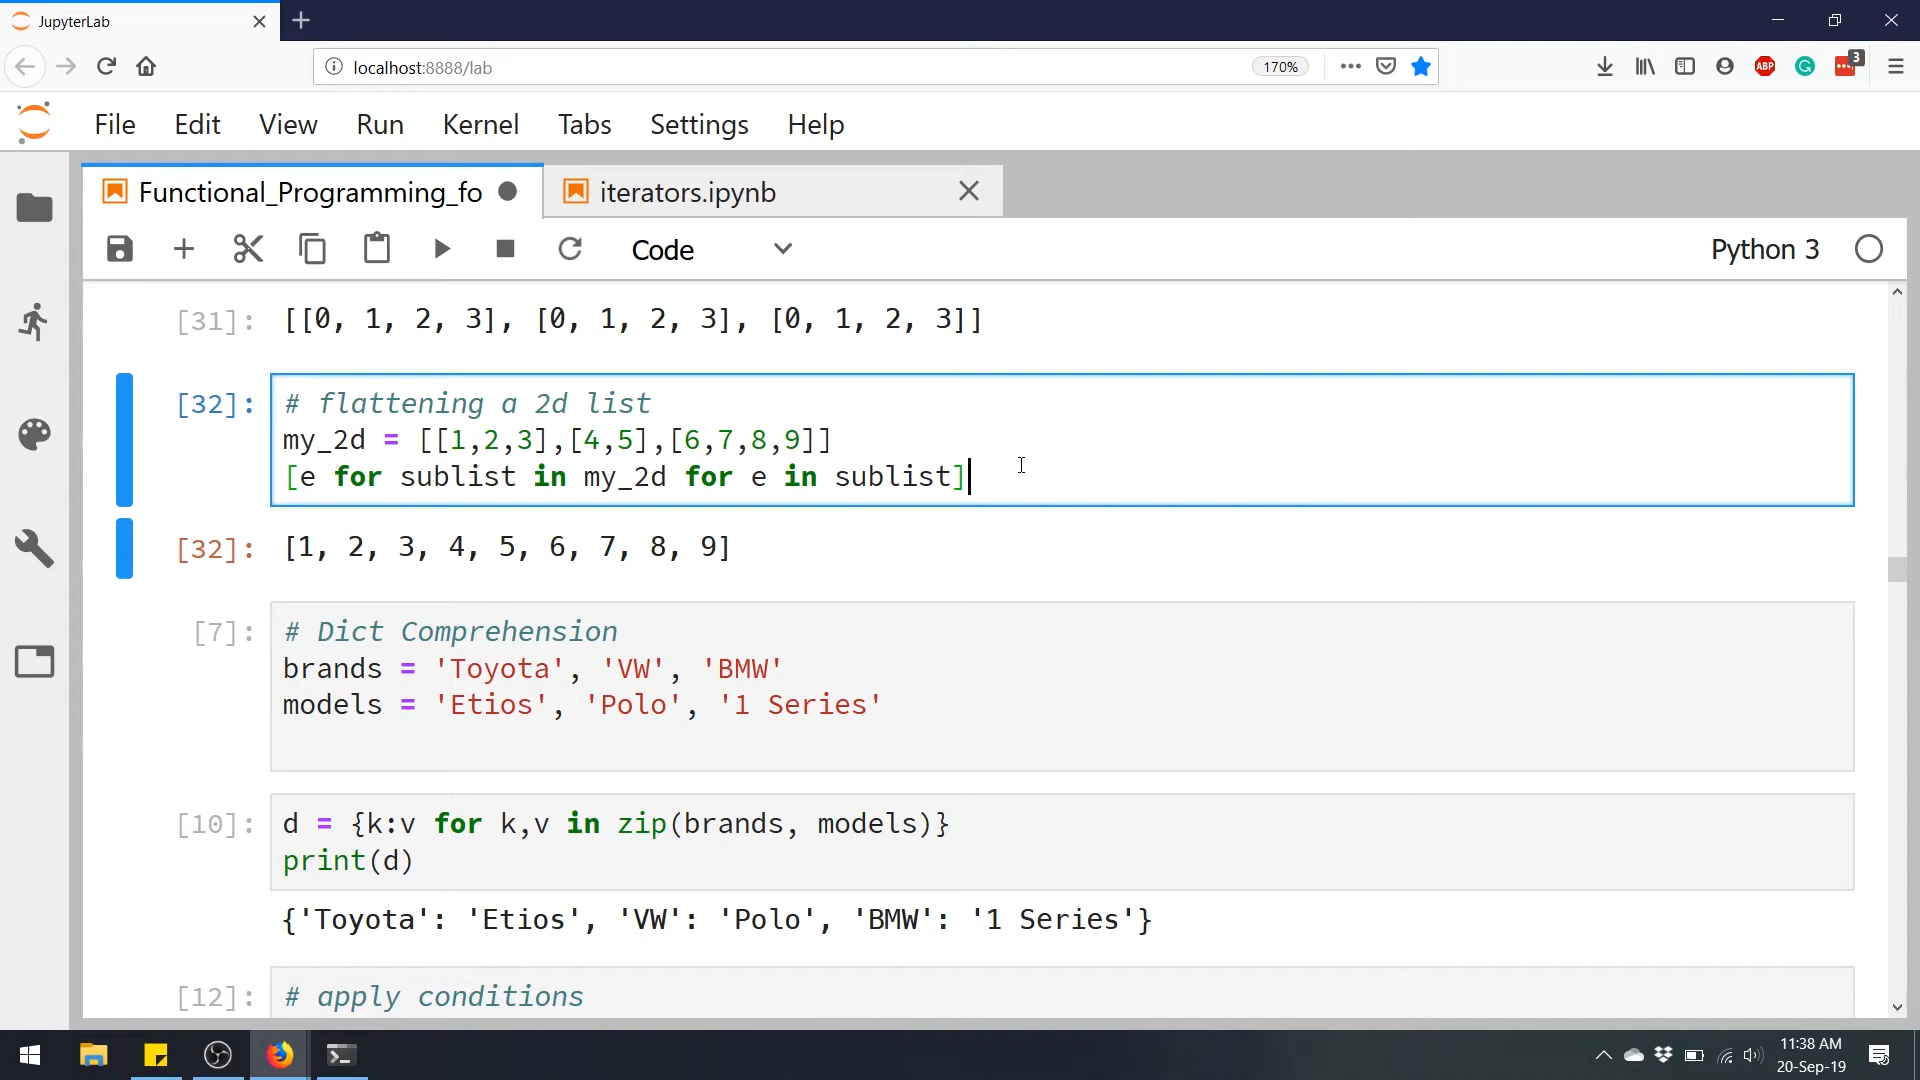 JupyterLab
localhost:8888/lab
170%
ABP
3
File Edit View Run Kernel Tabs Settings Help
Functional_Programming_fo
iterators.ipynb
Code
Python 3
[31]: [[0, 1, 2, 3], [0, 1, 2, 3], [0, 1, 2, 3]]
[32]: # flattening a 2d list
my_2d = [[1,2,3],[4,5],[6,7,8,9]]
[e for sublist in my_2d for e in sublist]
[32]: [1, 2, 3, 4, 5, 6, 7, 8, 9]
[7]: # Dict Comprehension
brands = 'Toyota', 'VW', 'BMW'
models = 'Etios', 'Polo', '1 Series'
[10]: d = {k:v for k,v in zip(brands, models)}
print(d)
{'Toyota': 'Etios', 'VW': 'Polo', 'BMW': '1 Series'}
[12]: # apply conditions
11:38 AM
20-Sep-19